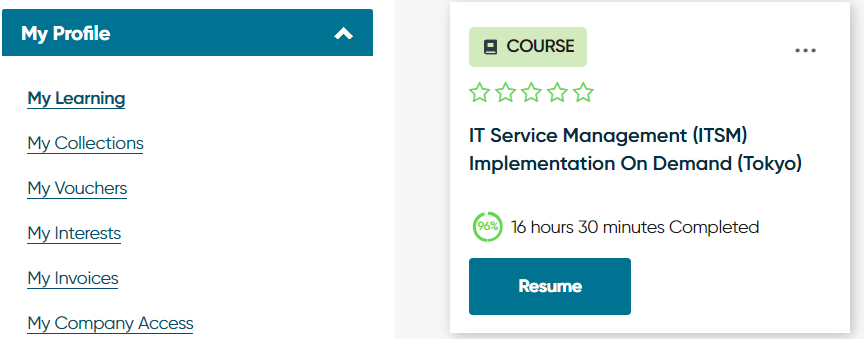 My Profile
My Learning
My Collections
My Vouchers
My Interests
My Invoices
My Company Access
COURSE
IT Service Management (ITSM)
Implementation On Demand (Tokyo)
96%
16 hours 30 minutes Completed
Resume